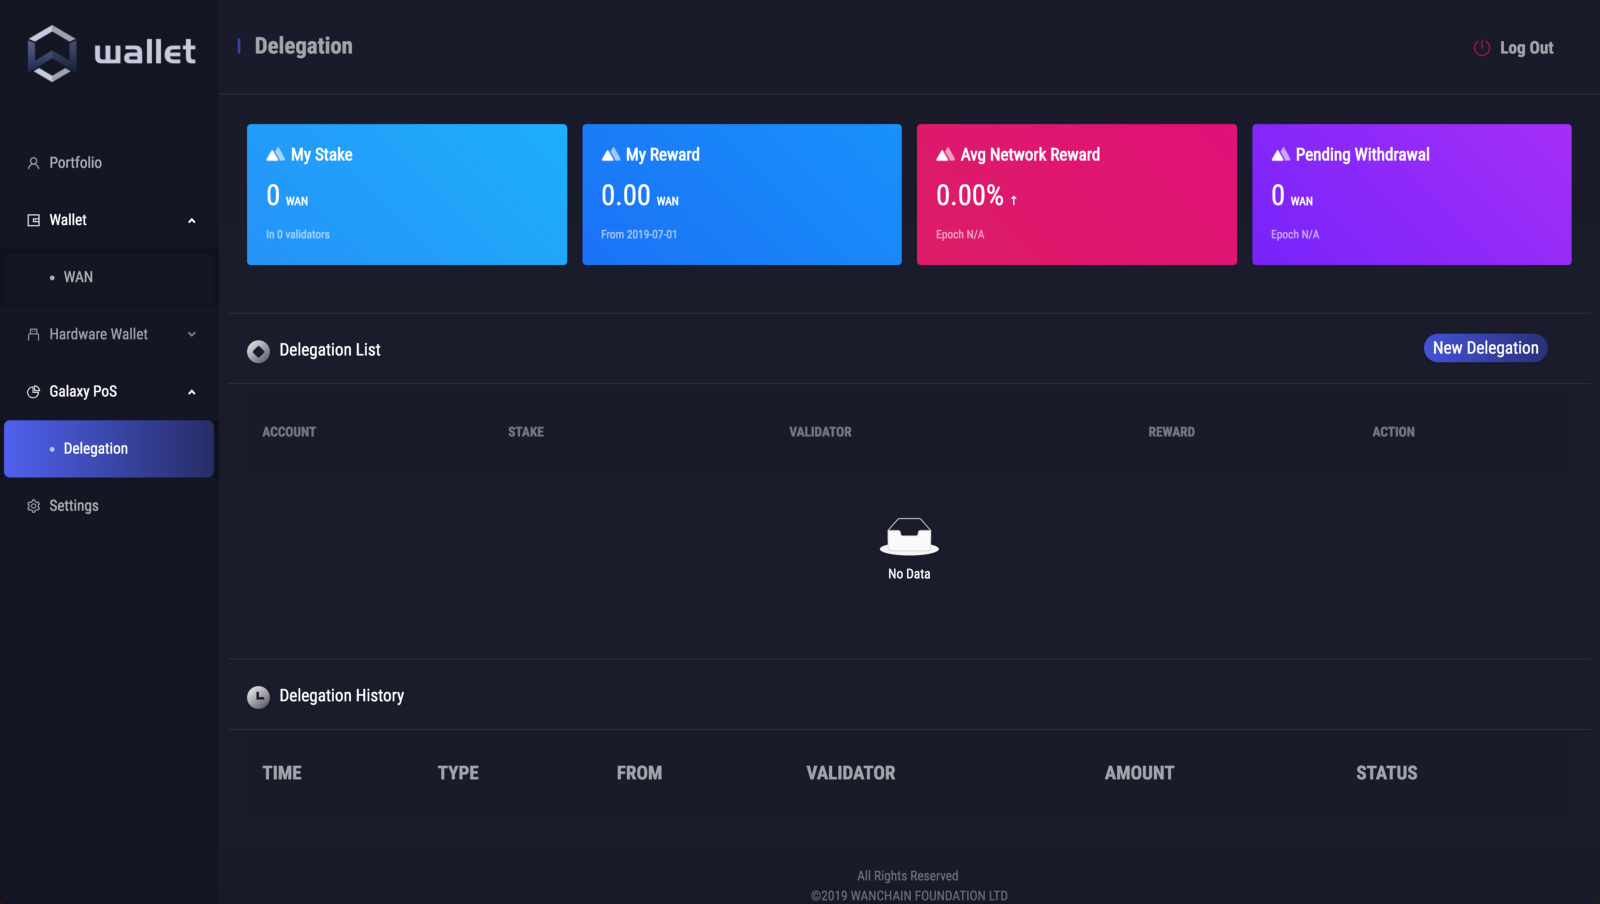 wallet
Delegation
Log Out
Portfolio
Wallet
WAN
Hardware Wallet
Galaxy PoS
Delegation
Settings
My Stake
0 WAN
In 0 validators
My Reward
0.00 WAN
From 2019-07-01
Avg Network Reward
0.00% ↑
Epoch N/A
Pending Withdrawal
0 WAN
Epoch N/A
Delegation List
New Delegation
ACCOUNT STAKE VALIDATOR REWARD ACTION
No Data
Delegation History
TIME TYPE FROM VALIDATOR AMOUNT STATUS
All Rights Reserved
©2019 WANCHAIN FOUNDATION LTD